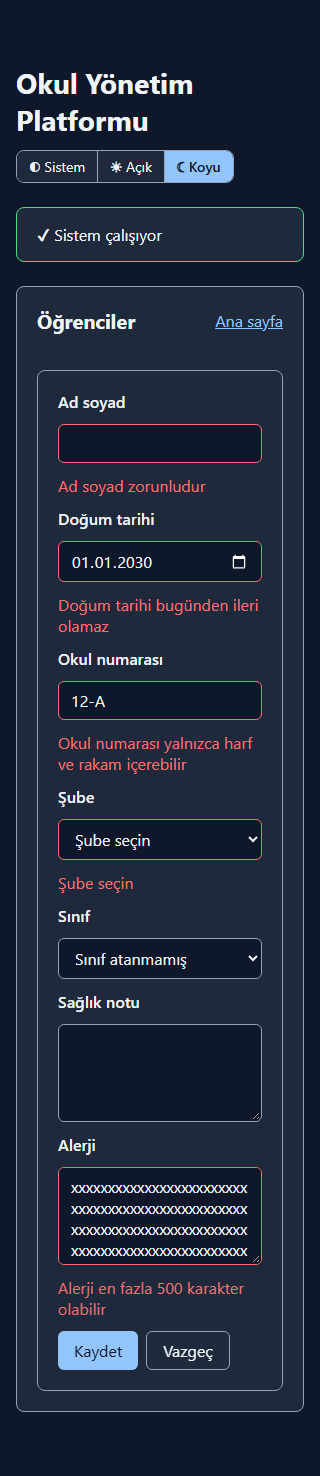 Okul Yönetim
Platformu
◐ Sistem ☀ Açık ☾ Koyu
✓ Sistem çalışıyor
Öğrenciler Ana sayfa
Ad soyad
Ad soyad zorunludur
Doğum tarihi
01.01.2030
Doğum tarihi bugünden ileri
olamaz
Okul numarası
12-A
Okul numarası yalnızca harf
ve rakam içerebilir
Şube
Şube seçin
Şube seçin
Sınıf
Sınıf atanmamış
Sağlık notu
Alerji
xxxxxxxxxxxxxxxxxxxxxxxx
xxxxxxxxxxxxxxxxxxxxxxxx
xxxxxxxxxxxxxxxxxxxxxxxx
xxxxxxxxxxxxxxxxxxxxxxxx
Alerji en fazla 500 karakter
olabilir
Kaydet Vazgeç